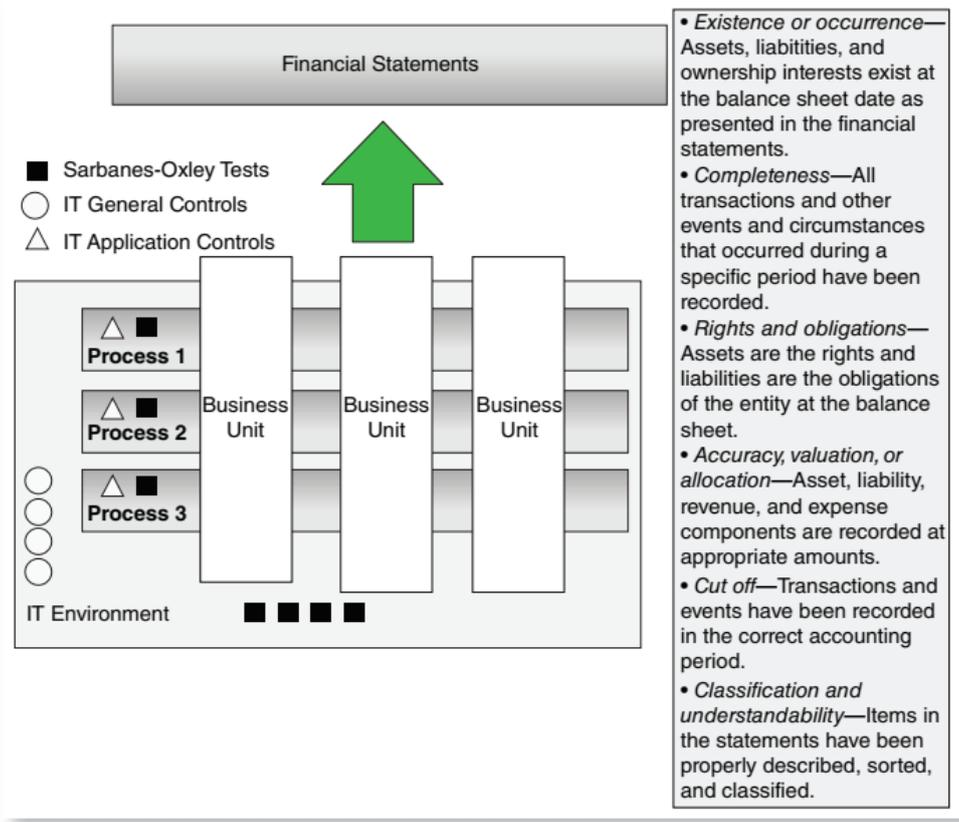 Financial Statements
Sarbanes-Oxley Tests
IT General Controls
IT Application Controls
Process 1
Process 2
Process 3
Business
Unit
Business
Unit
Business
Unit
IT Environment
• Existence or occurrence—
Assets, liabitities, and
ownership interests exist at
the balance sheet date as
presented in the financial
statements.
• Completeness—All
transactions and other
events and circumstances
that occurred during a
specific period have been
recorded.
• Rights and obligations—
Assets are the rights and
liabilities are the obligations
of the entity at the balance
sheet.
• Accuracy, valuation, or
allocation—Asset, liability,
revenue, and expense
components are recorded at
appropriate amounts.
• Cut off—Transactions and
events have been recorded
in the correct accounting
period.
• Classification and
understandability—Items in
the statements have been
properly described, sorted,
and classified.